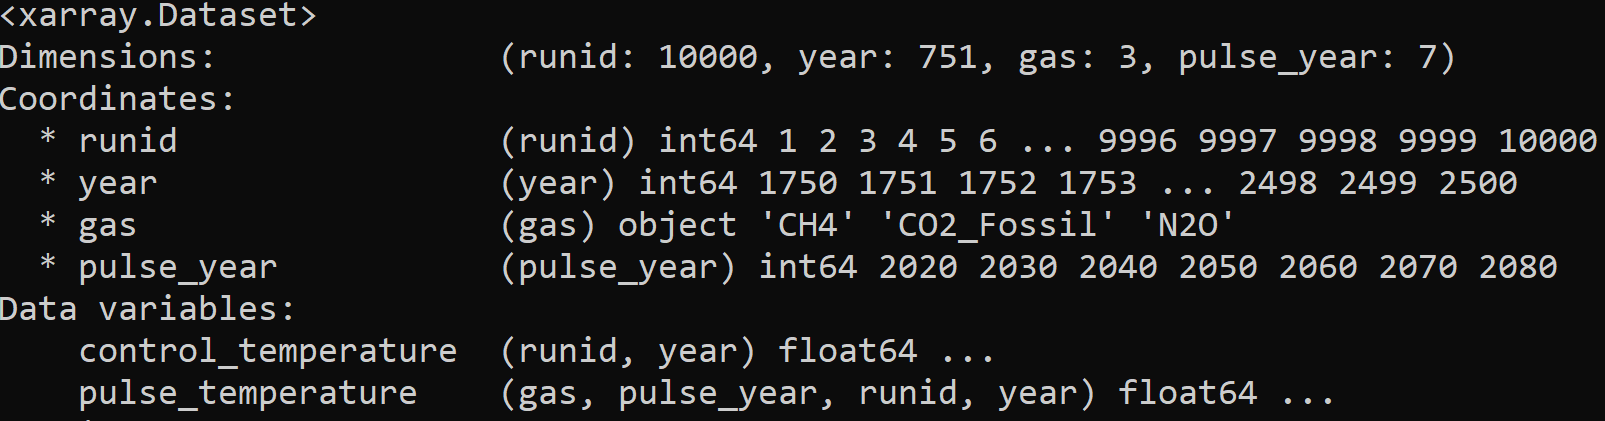 <xarray.Dataset>
Dimensions:              (runid: 10000, year: 751, gas: 3, pulse_year: 7)
Coordinates:
  * runid                (runid) int64 1 2 3 4 5 6 ... 9996 9997 9998 9999 10000
  * year                 (year) int64 1750 1751 1752 1753 ... 2498 2499 2500
  * gas                  (gas) object 'CH4' 'CO2_Fossil' 'N2O'
  * pulse_year           (pulse_year) int64 2020 2030 2040 2050 2060 2070 2080
Data variables:
    control_temperature  (runid, year) float64 ...
    pulse_temperature    (gas, pulse_year, runid, year) float64 ...